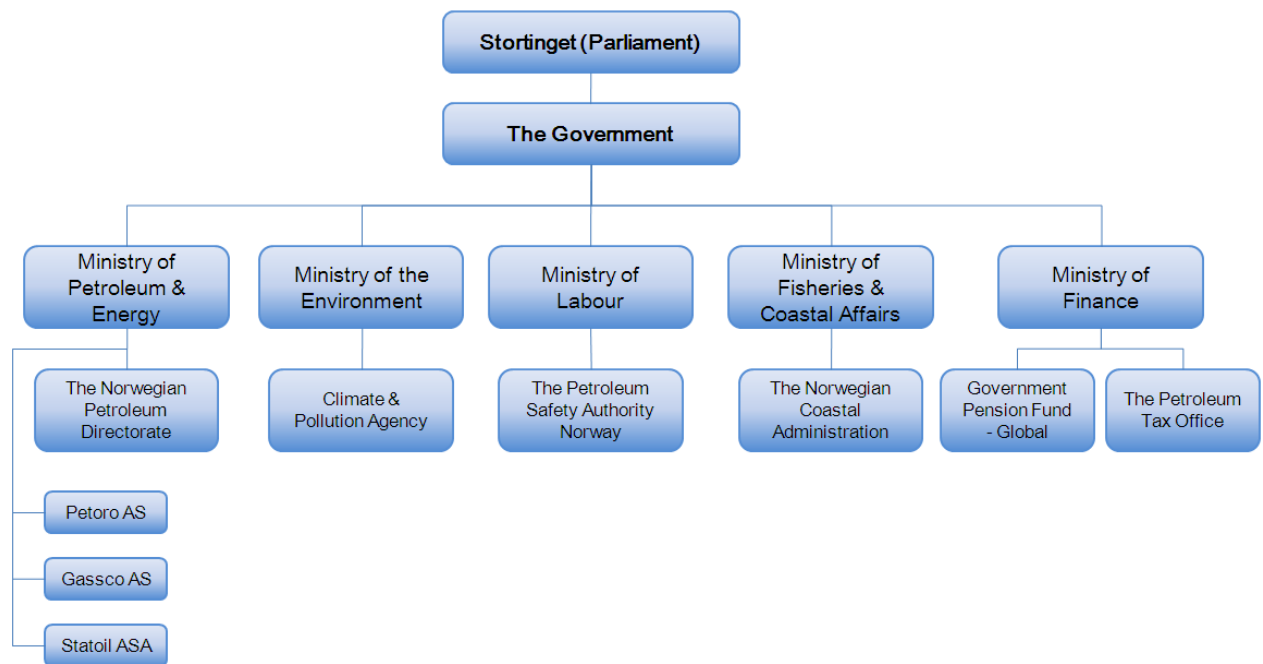 Stortinget (Parliament)
The Government
Ministry of
Petroleum &
Energy
Ministry of the
Environment
Ministry of
Labour
Ministry of
Fisheries &
Coastal Affairs
Ministry of
Finance
The Norwegian
Petroleum
Directorate
Climate &
Pollution Agency
The Petroleum
Safety Authority
Norway
The Norwegian
Coastal
Administration
Government
Pension Fund
- Global
The Petroleum
Tax Office
Petoro AS
Gassco AS
Statoil ASA